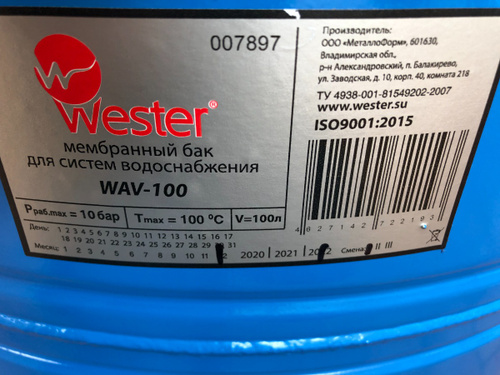 007897
Wester®
мембранный бак
для систем водоснабжения
WAV-100
Pраб.max = 10 бар
Tmax = 100 °C
V=100л
День: 1 2 3 4 5 6 7 8 9 10 11 12 13 14 15 16 17
18 19 20 21 22 23 24 25 26 27 28 29 31
Месяц: 1 2 3 4 5 6 7 8 9 10 11 2 2020 2021 Смена: II III
Производитель:
ООО «МеталлоФорм», 601630,
Владимирская обл.,
р-н Александровский, п. Балакирево,
ул. Заводская, д. 10, корп. 40, комната 218
ТУ 4938-001-81549202-2007
www.wester.su
ISO9001:2015
4 627142 722193